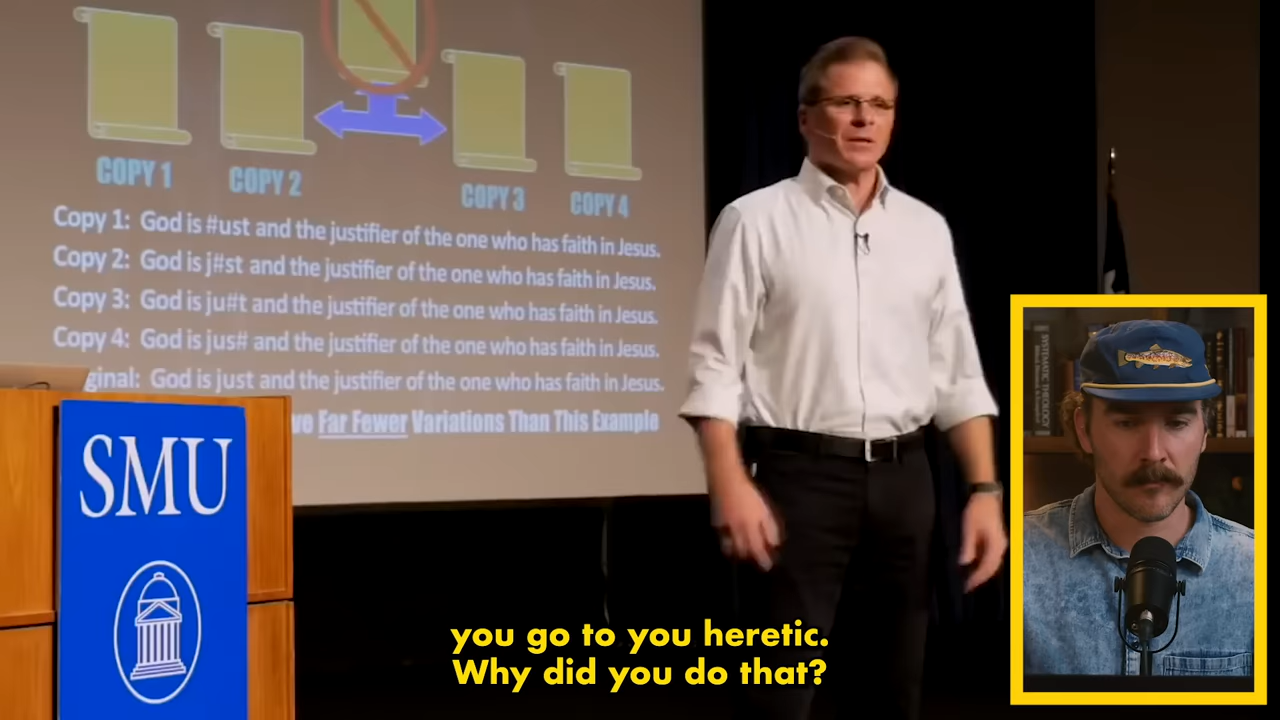 COPY 1
COPY 2
COPY 3
COPY 4
Copy 1: God is #ust and the justifier of the one who has faith in Jesus.
Copy 2: God is j#st and the justifier of the one who has faith in Jesus.
Copy 3: God is ju#t and the justifier of the one who has faith in Jesus.
Copy 4: God is jus# and the justifier of the one who has faith in Jesus.
ginal: God is just and the justifier of the one who has faith in Jesus.
ve Far Fewer Variations Than This Example
SMU
SYSTEMATIC THEOLOGY
you go to you heretic.
Why did you do that?